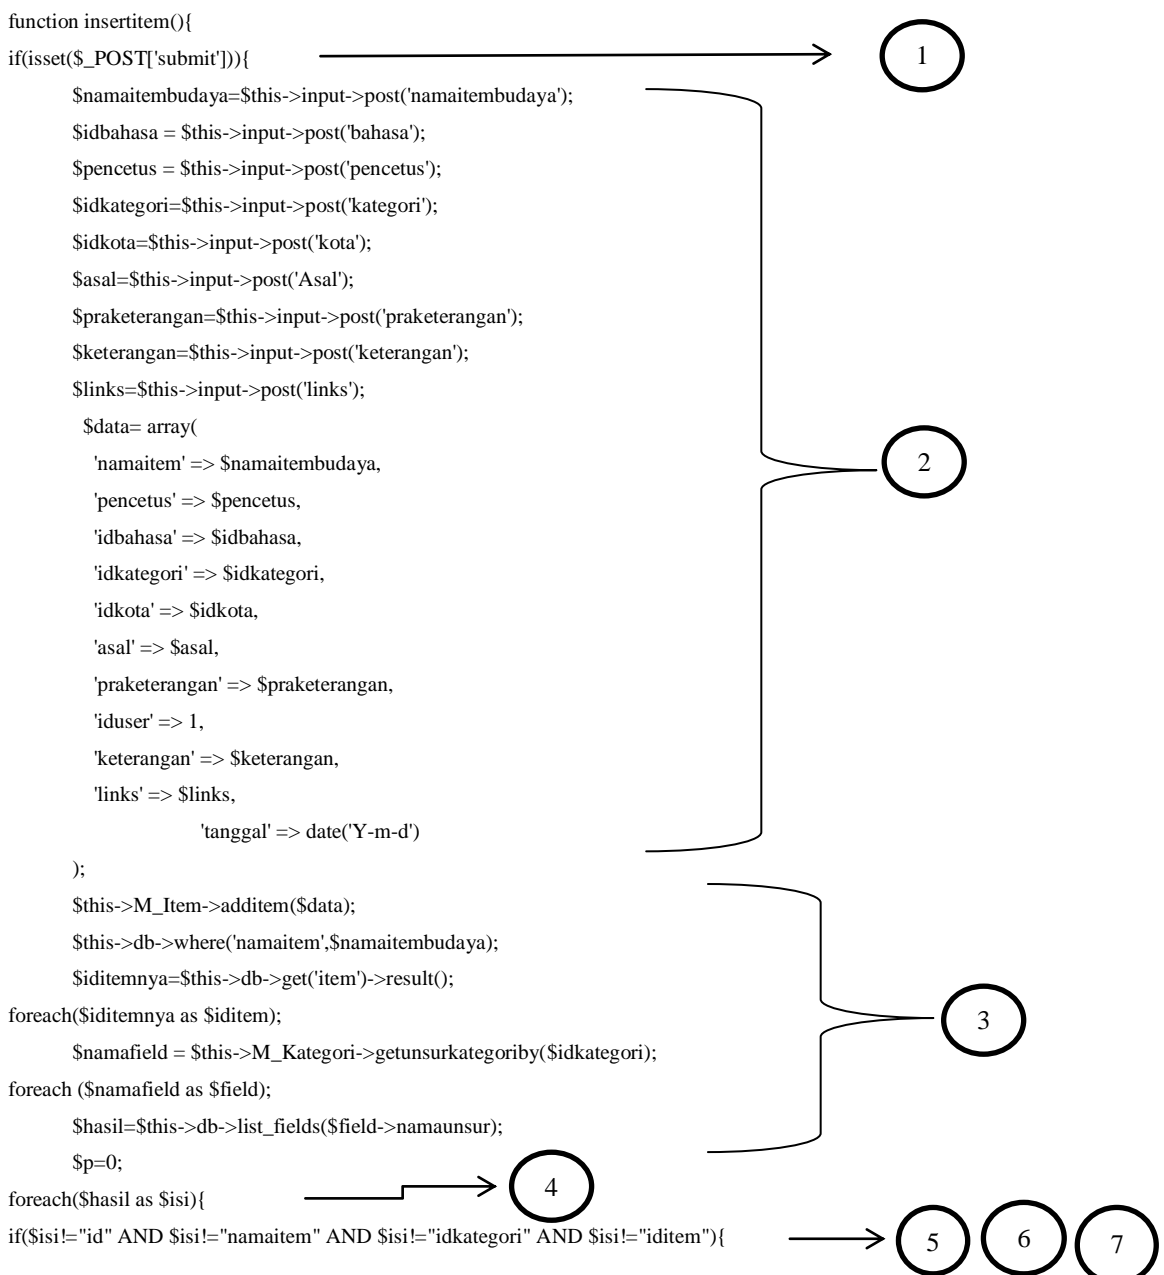 function insertitem(){
if(isset($_POST['submit'])){
1
$namaitembudaya=$this->input->post('namaitembudaya');
$idbahasa = $this->input->post('bahasa');
$pencetus = $this->input->post('pencetus');
$idkategori=$this->input->post('kategori');
$idkota=$this->input->post('kota');
$asal=$this->input->post('Asal');
$praketerangan=$this->input->post('praketerangan');
$keterangan=$this->input->post('keterangan');
$links=$this->input->post('links');
$data= array(
'namaitem' => $namaitembudaya,
2
'pencetus' => $pencetus,
'idbahasa' => $idbahasa,
'idkategori' => $idkategori,
'idkota' => $idkota,
'asal' => $asal,
'praketerangan' => $praketerangan,
'iduser' => 1,
'keterangan' => $keterangan,
'links' => $links,
'tanggal' => date('Y-m-d')
);
$this->M_Item->additem($data);
$this->db->where('namaitem',$namaitembudaya);
$iditemnya=$this->db->get('item')->result();
foreach($iditemnya as $iditem);
3
$namafield = $this->M_Kategori->getunsurkategoriby($idkategori);
foreach ($namafield as $field);
$hasil=$this->db->list_fields($field->namaunsur);
$p=0;
foreach($hasil as $isi){
4
if($isi!="id" AND $isi!="namaitem" AND $isi!="idkategori" AND $isi!="iditem"){
5 6 7